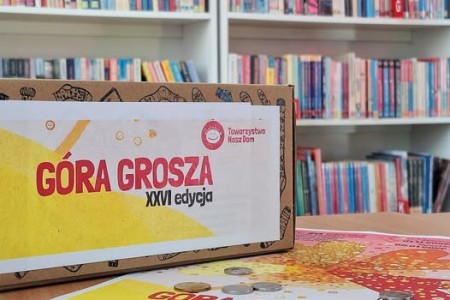 Towarzystwo
Nasz Dom
GÓRA GROSZA
XXVI edycja